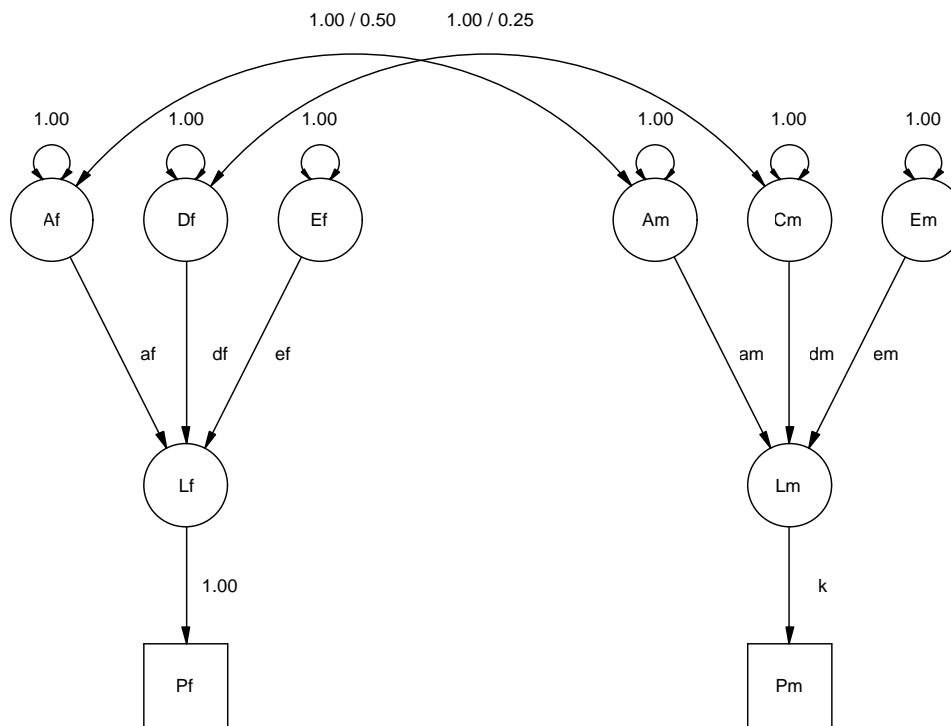 1.00 / 0.50 1.00 / 0.25
1.00 1.00 1.00 1.00 1.00 1.00
Af Df Ef Am Cm Em
af df ef am dm em
Lf Lm
1.00 k
Pf Pm